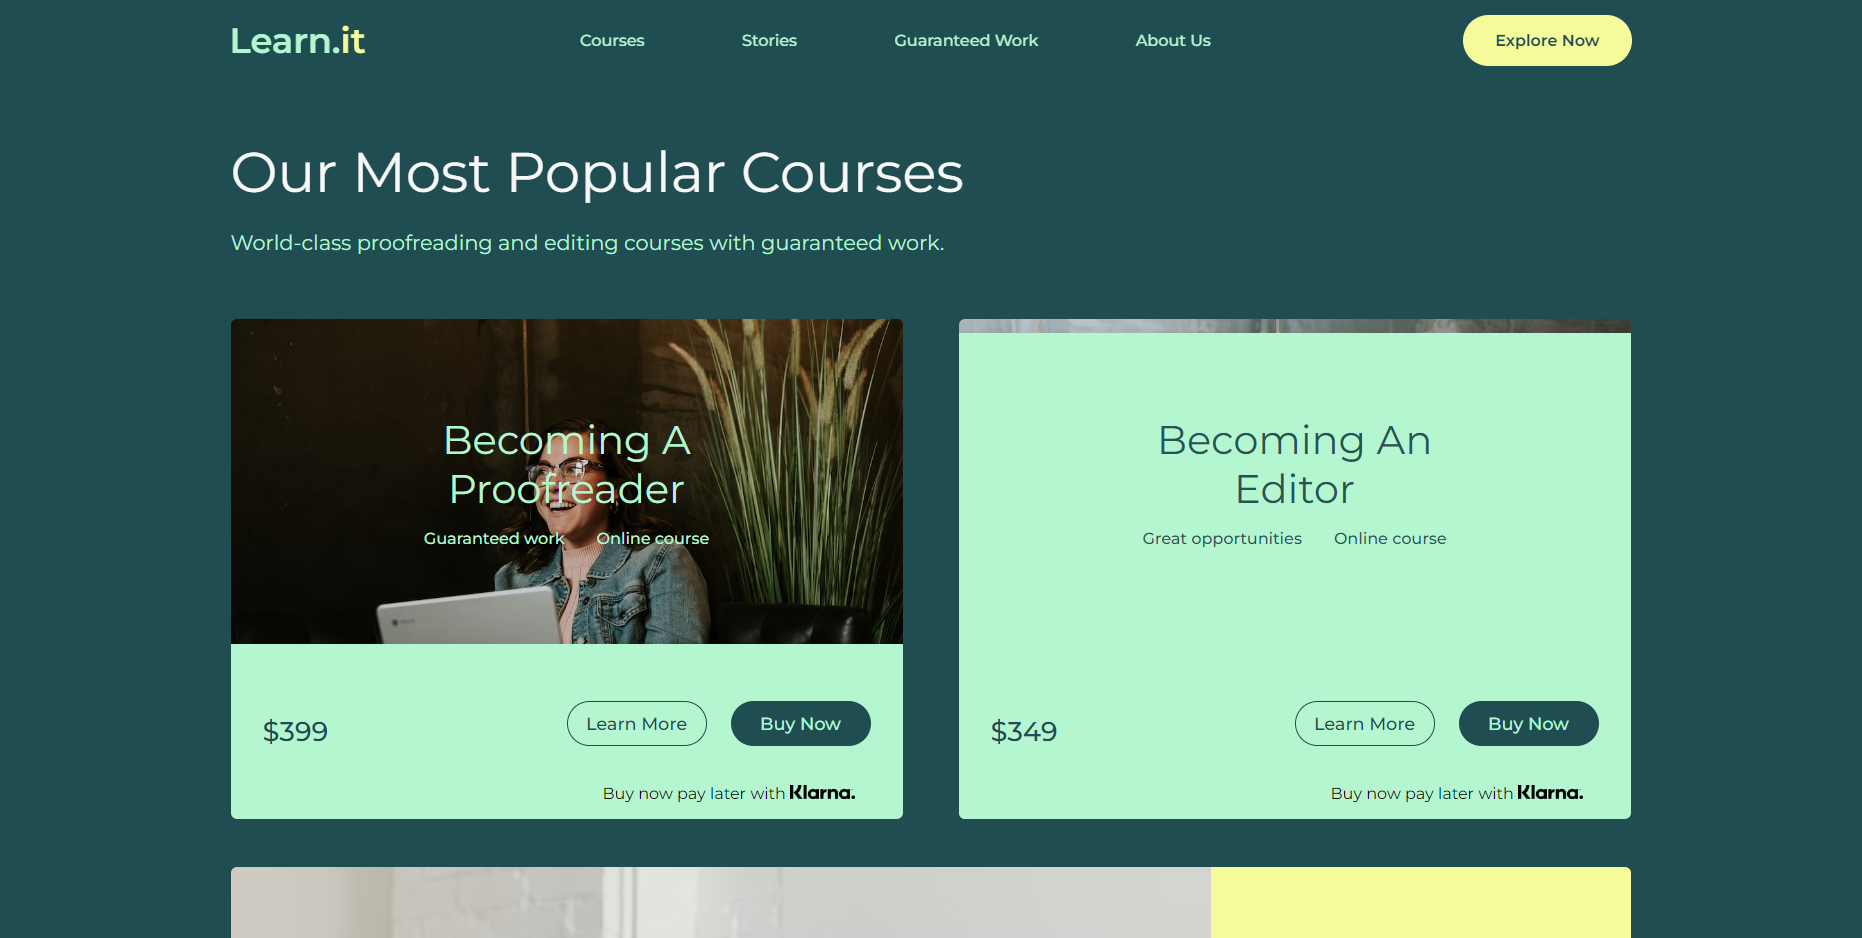 Learn.it
Courses
Stories
Guaranteed Work
About Us
Explore Now
Our Most Popular Courses
World-class proofreading and editing courses with guaranteed work.
Becoming A
Proofreader
Guaranteed work
Online course
$399
Learn More
Buy Now
Buy now pay later with Klarna.
Becoming An
Editor
Great opportunities
Online course
$349
Learn More
Buy Now
Buy now pay later with Klarna.